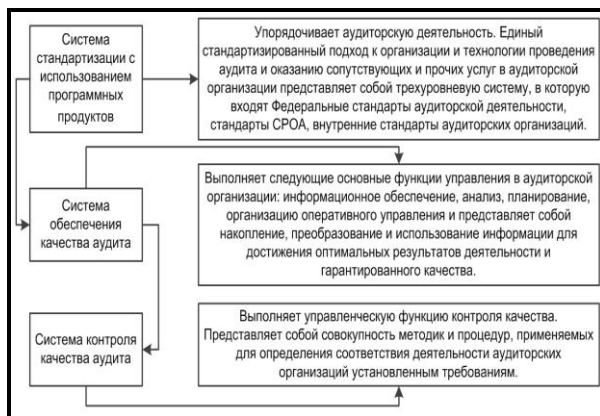 Система
стандартизации с
использованием
программных
продуктов
Упорядочивает аудиторскую деятельность. Единый
стандартизированный подход к организации и технологии проведения
аудита и оказанию сопутствующих и прочих услуг в аудиторской
организации представляет собой трехуровневую систему, в которую
входят Федеральные стандарты аудиторской деятельности,
стандарты СРОА, внутренние стандарты аудиторских организаций.
Система
обеспечения
качества аудита
Выполняет следующие основные функции управления в аудиторской
организации: информационное обеспечение, анализ, планирование,
организацию оперативного управления и представляет собой
накопление, преобразование и использование информации для
достижения оптимальных результатов деятельности и
гарантированного качества.
Система контроля
качества аудита
Выполняет управленческую функцию контроля качества.
Представляет собой совокупность методик и процедур, применяемых
для определения соответствия деятельности аудиторских
организаций установленным требованиям.